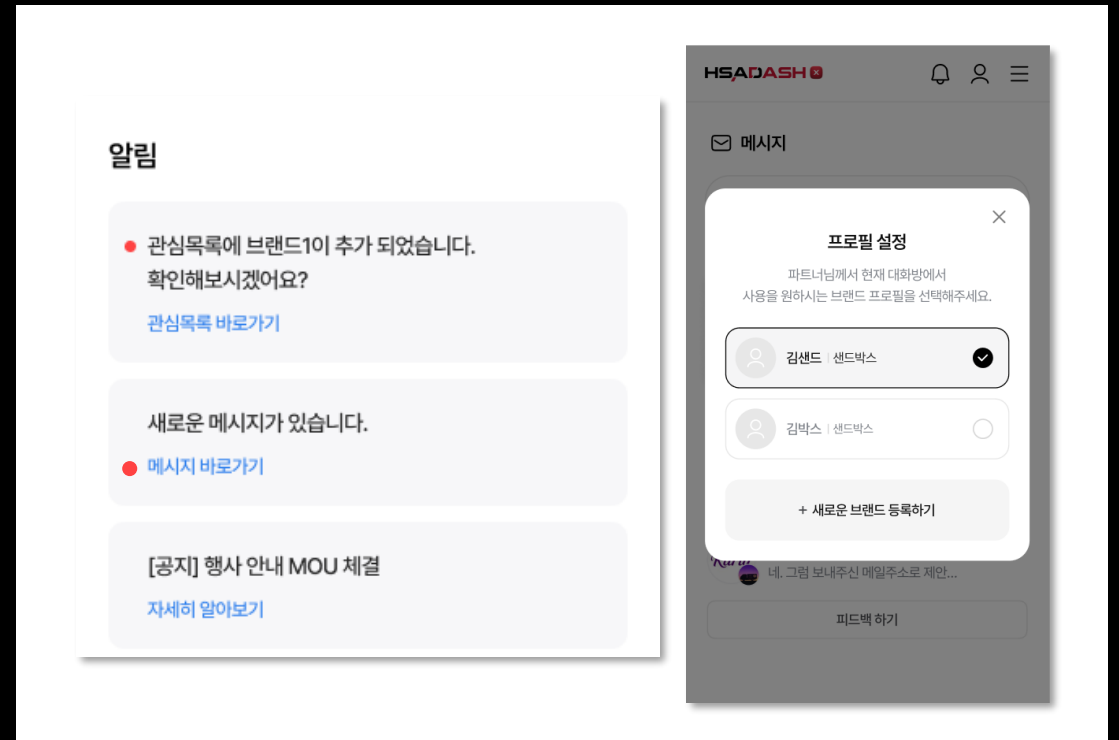 알림
관심목록에 브랜드1이 추가 되었습니다.
확인해보시겠어요?
관심목록 바로가기
새로운 메시지가 있습니다.
메시지 바로가기
[공지] 행사 안내 MOU 체결
자세히 알아보기
HSADASH
메시지
프로필 설정
파트너님께서 현재 대화방에서
사용을 원하시는 브랜드 프로필을 선택해주세요.
김샌드 | 샌드박스
김박스 | 샌드박스
+ 새로운 브랜드 등록하기
네. 그럼 보내주신 메일주소로 제안...
피드백 하기